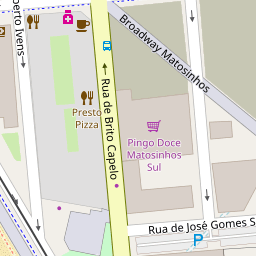 berto Ivens
Broadway Matosinhos
Presto
Pizza
Rua de Brito Capelo
Pingo Doce
Matosinhos
Sul
Rua de José Gomes S
P